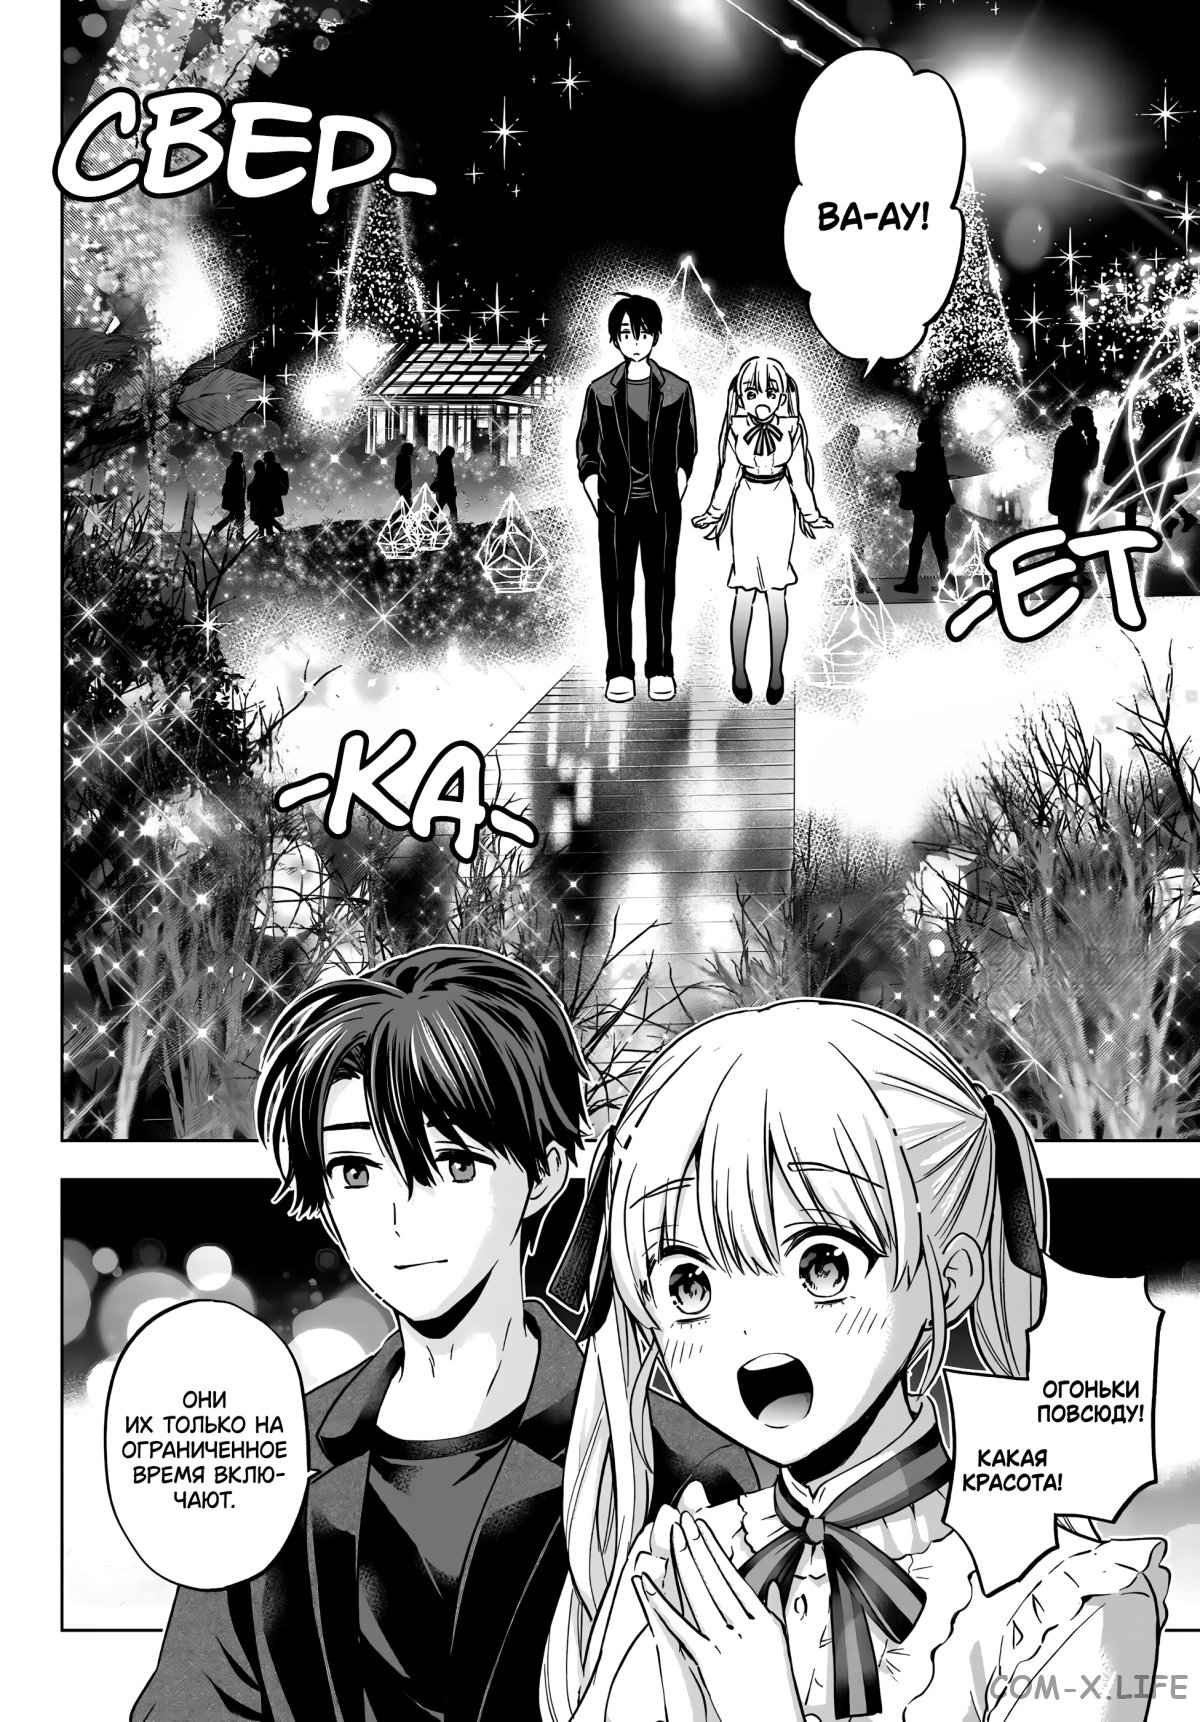 СВЕР-
ВА-АУ!
-КА-
-ЕТ
ОГОНЬКИ
ПОВСЮДУ!
КАКАЯ
КРАСОТА!
ОНИ
ИХ ТОЛЬКО НА
ОГРАНИЧЕННОЕ
ВРЕМЯ ВКЛЮ-
ЧАЮТ.
COM-X.LIFE